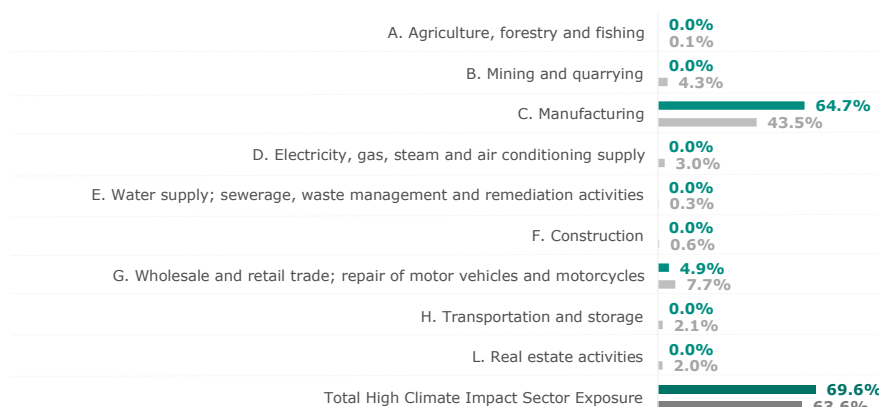 A. Agriculture, forestry and fishing
0.0%
0.1%
B. Mining and quarrying
0.0%
4.3%
C. Manufacturing
64.7%
43.5%
D. Electricity, gas, steam and air conditioning supply
0.0%
3.0%
E. Water supply; sewerage, waste management and remediation activities
0.0%
0.3%
F. Construction
0.0%
0.6%
G. Wholesale and retail trade; repair of motor vehicles and motorcycles
4.9%
7.7%
H. Transportation and storage
0.0%
2.1%
L. Real estate activities
0.0%
2.0%
Total High Climate Impact Sector Exposure
69.6%
63.6%